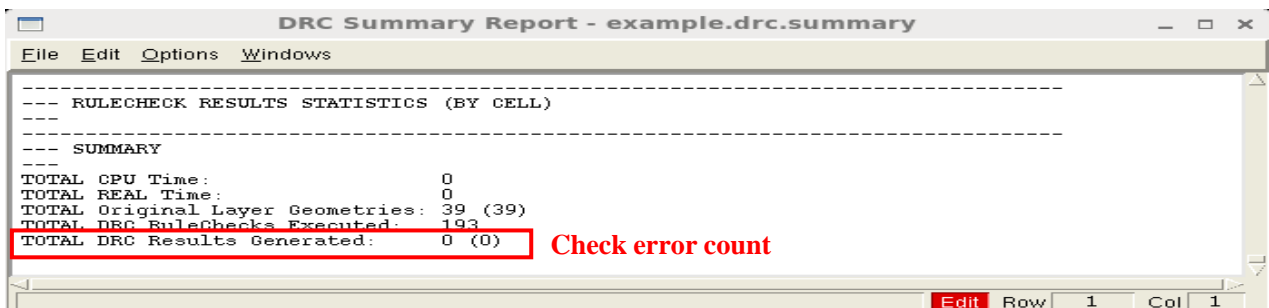 DRC Summary Report - example.drc.summary
File Edit Options Windows
----------------------------------------------------------------------------------
--- RULECHECK RESULTS STATISTICS (BY CELL)
---
----------------------------------------------------------------------------------
--- SUMMARY
---
TOTAL CPU Time: 0
TOTAL REAL Time: 0
TOTAL Original Layer Geometries: 39 (39)
TOTAL DRC RuleChecks Executed: 193
TOTAL DRC Results Generated: 0 (0) Check error count
Edit Row 1 Col 1